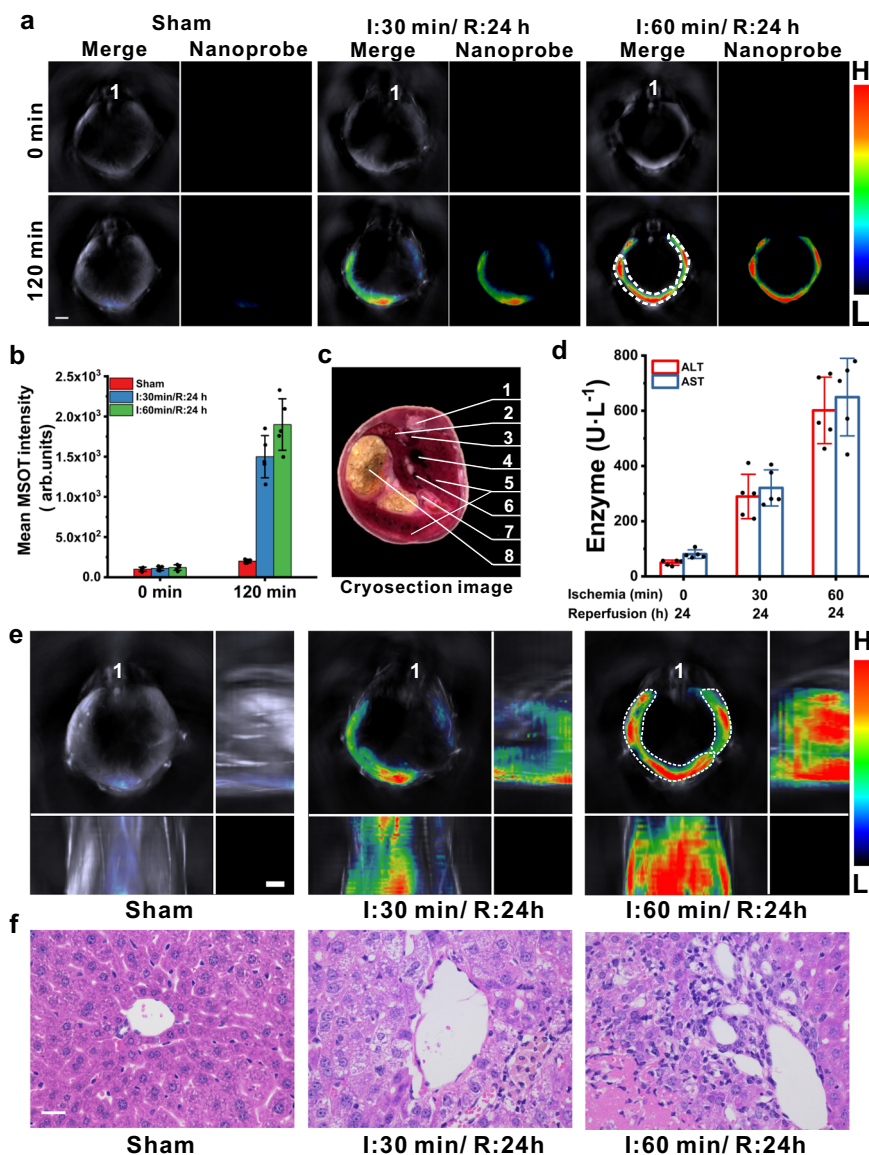 a
Sham
I:30 min/ R:24 h
I:60 min/ R:24 h
Merge Nanoprobe Merge Nanoprobe Merge Nanoprobe
H
1 1 1
0 min
120 min
L
b
Mean MSOT intensity
( arb.units)
2.5x10³
2.0x10³
1.5x10³
1.0x10³
5.0x10²
0.0
Sham
I:30min/R:24 h
I:60min/R:24 h
0 min 120 min
c
1
2
3
4
5
6
7
8
Cryosection image
d
Enzyme (U·L⁻¹)
800
600
400
200
0
ALT
AST
Ischemia (min) 0 30 60
Reperfusion (h) 24 24 24
e
1 1 1
H
L
Sham I:30 min/ R:24h I:60 min/ R:24h
f
Sham I:30 min/ R:24h I:60 min/ R:24h